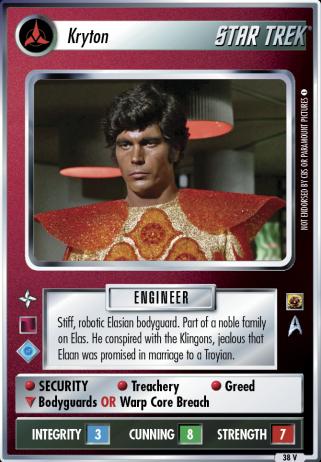 Kryton
STAR TREK®
NOT ENDORSED BY CBS OR PARAMOUNT PICTURES
ENGINEER
Stiff, robotic Elasian bodyguard. Part of a noble family
on Elas. He conspired with the Klingons, jealous that
Elaan was promised in marriage to a Troyian.
SECURITY Treachery Greed
Bodyguards OR Warp Core Breach
INTEGRITY 3 CUNNING 8 STRENGTH 7
38 V